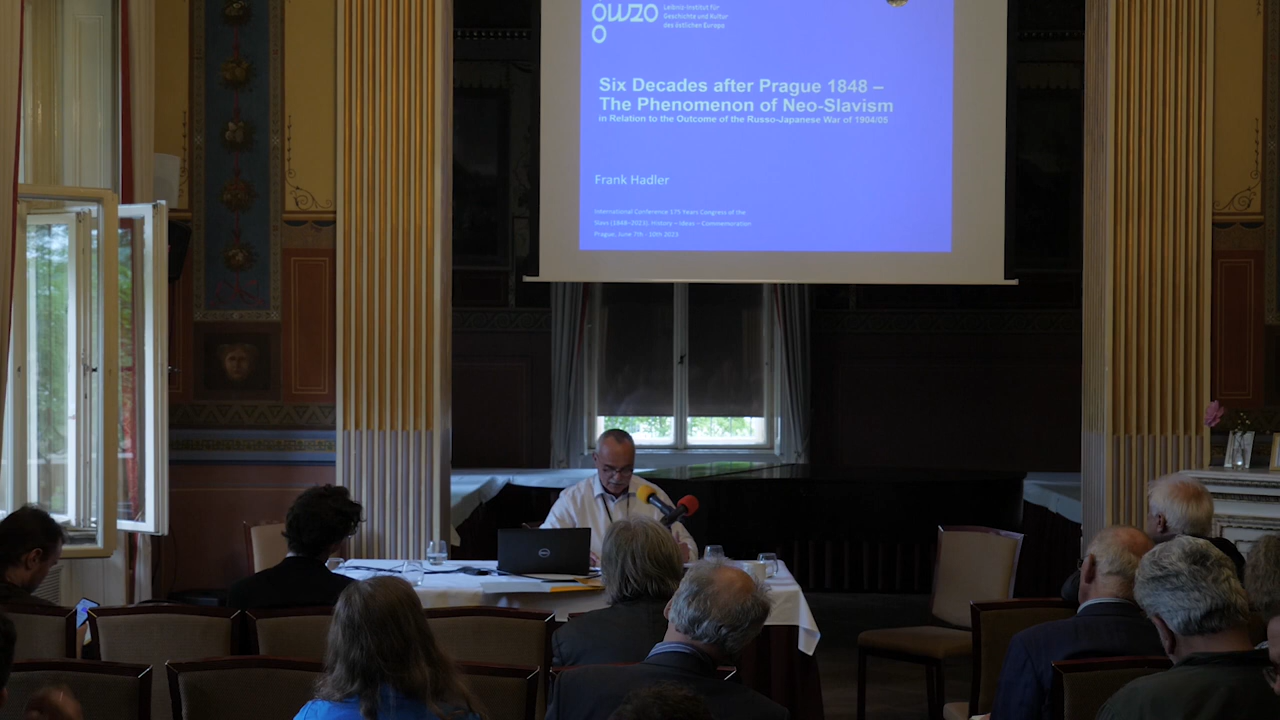 Leibniz-Institut für
Geschichte und Kultur
des östlichen Europa
Six Decades after Prague 1848 –
The Phenomenon of Neo-Slavism
in Relation to the Outcome of the Russo-Japanese War of 1904/05
Frank Hadler
International Conference 175 Years Congress of the
Slavs (1848–2023). History – Ideas – Commemoration
Prague, June 7th - 10th 2023
DELL